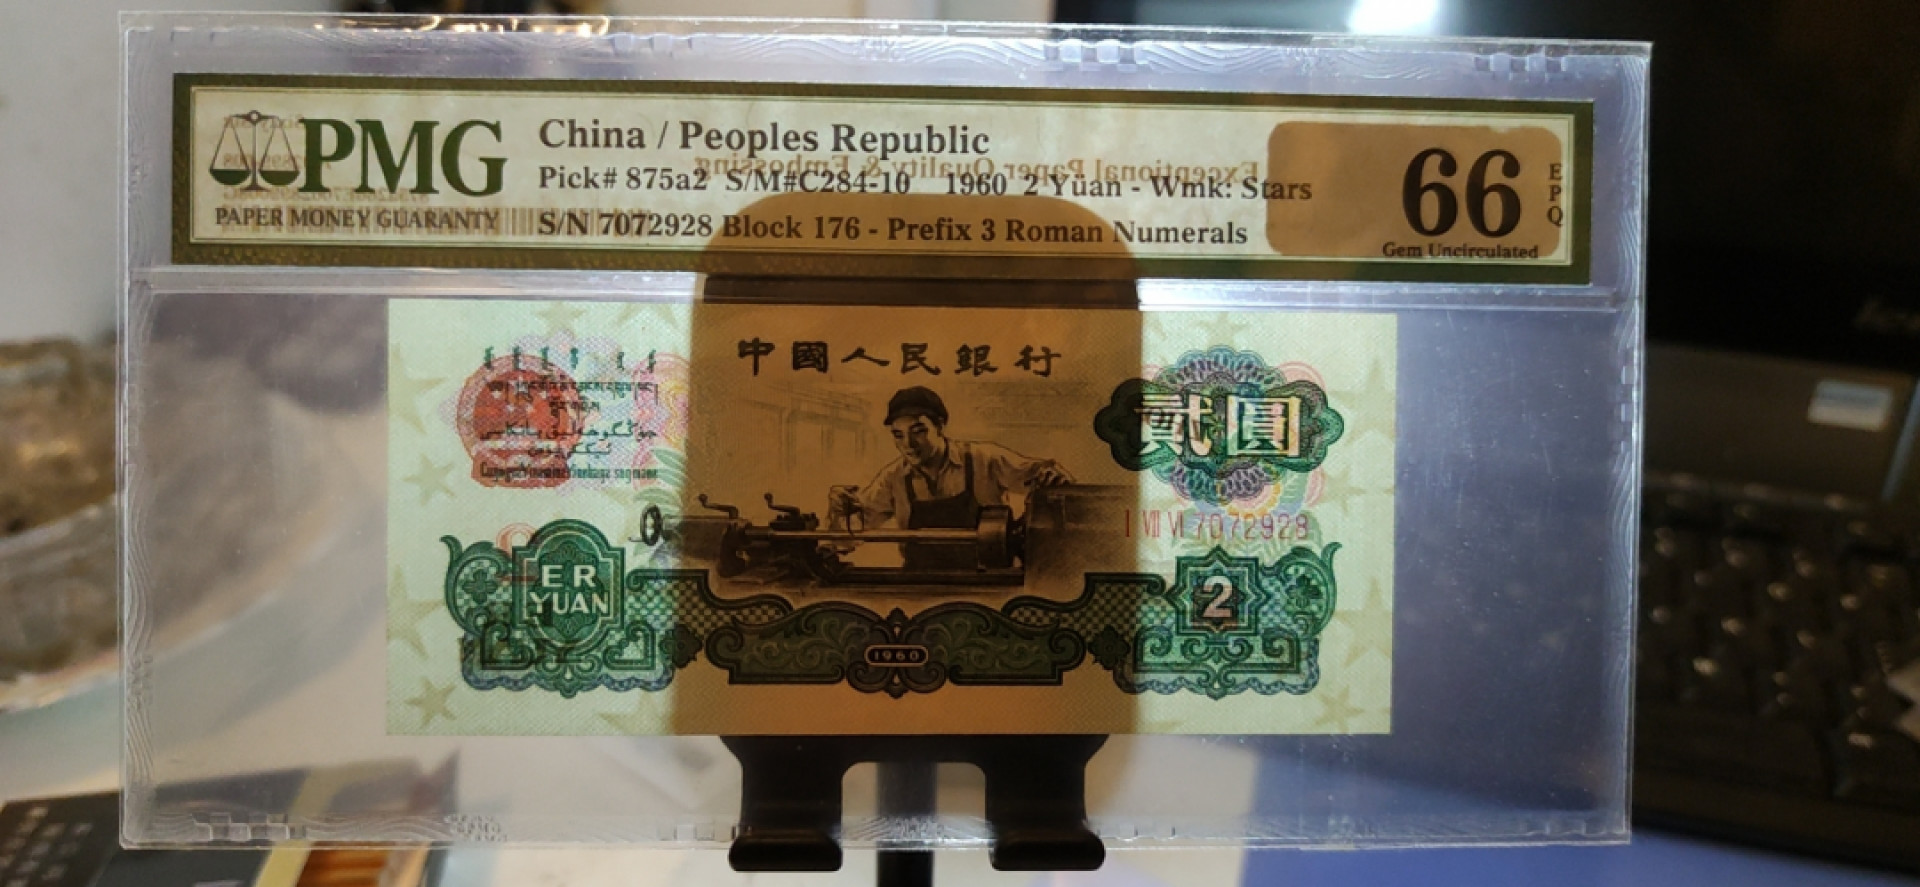 PMG
PAPER MONEY GUARANTY
China / Peoples Republic
Pick# 875a2 S/M#C284-10 1960 2 Yüan - Wmk: Stars
S/N 7072928 Block 176 - Prefix 3 Roman Numerals
Exceptional Paper Quality & Embossing
66
EPQ
Gem Uncirculated
中國人民銀行
貳圓
I VII VI 7072928
ER
YUAN
2
1960